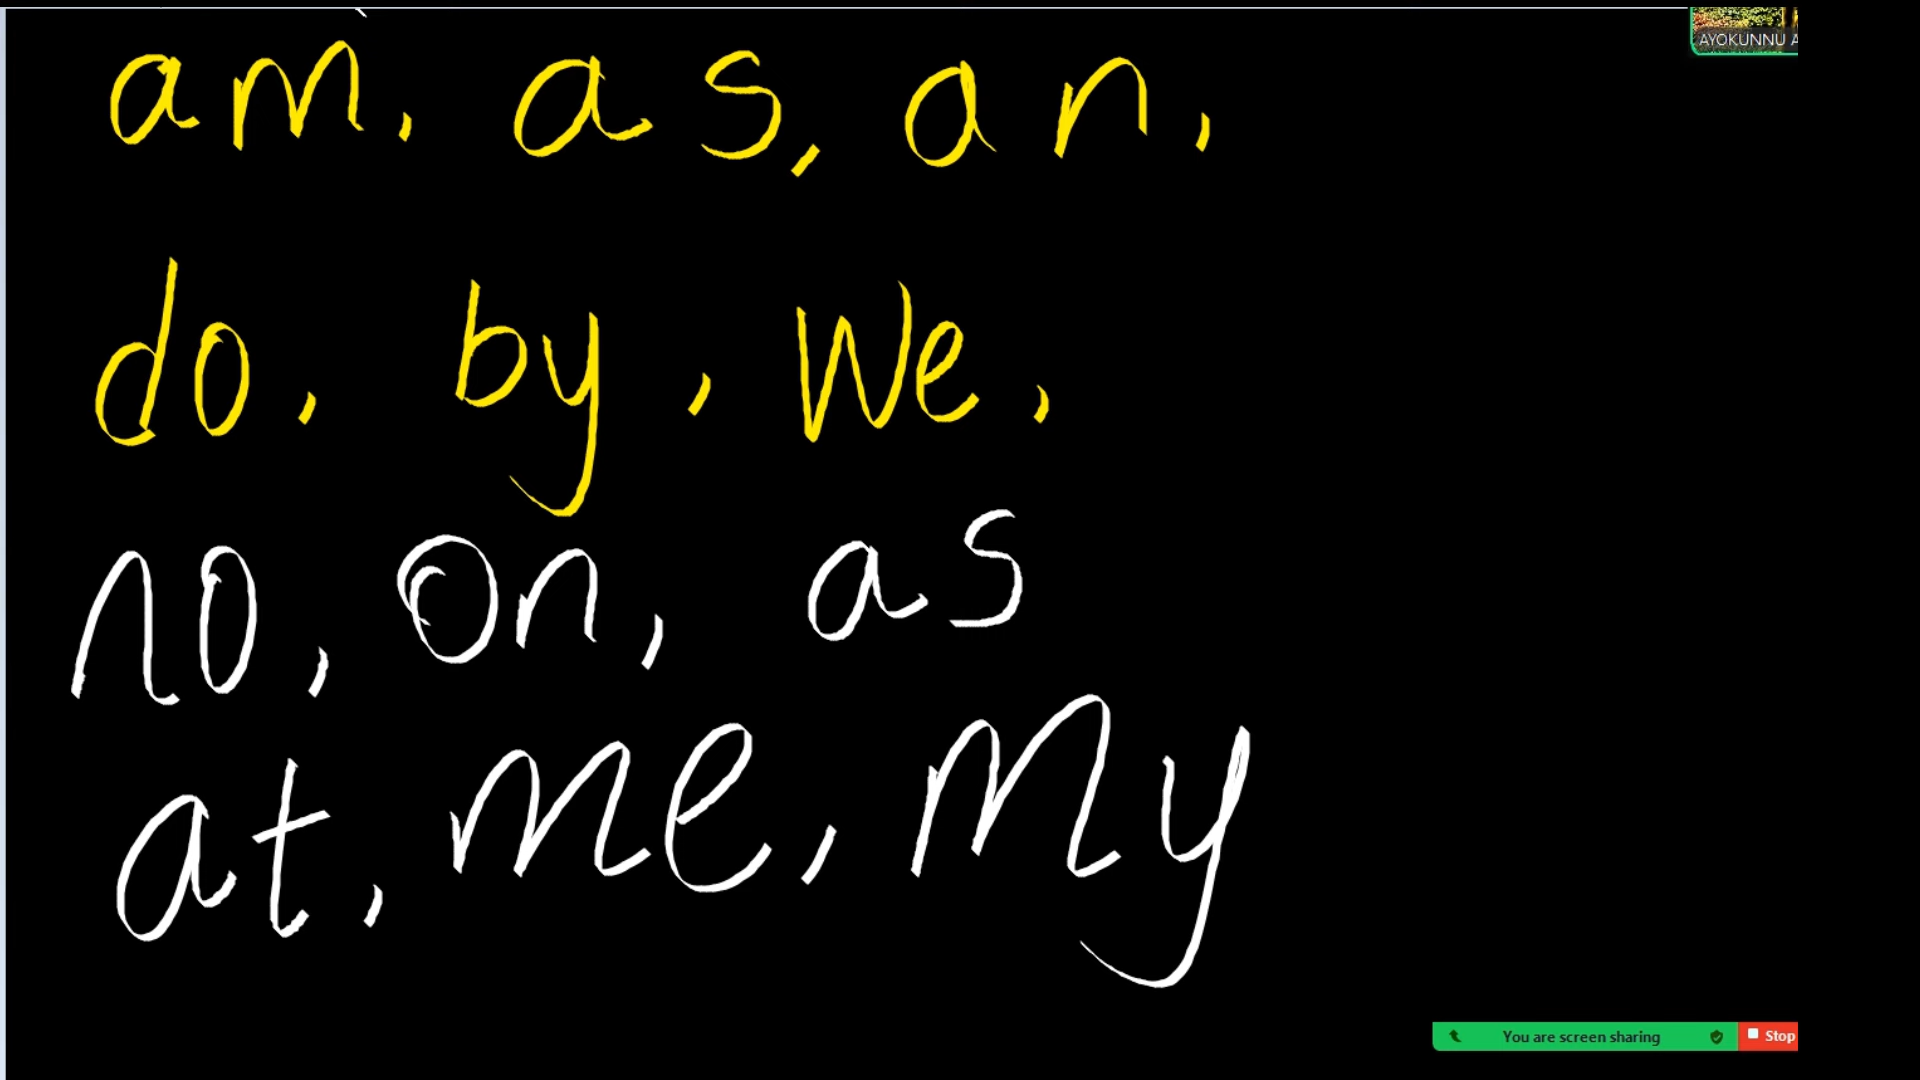 AYOKUNNU A
am, as, an,
do, by, we,
no, on, as
at, me, my
You are screen sharing Stop